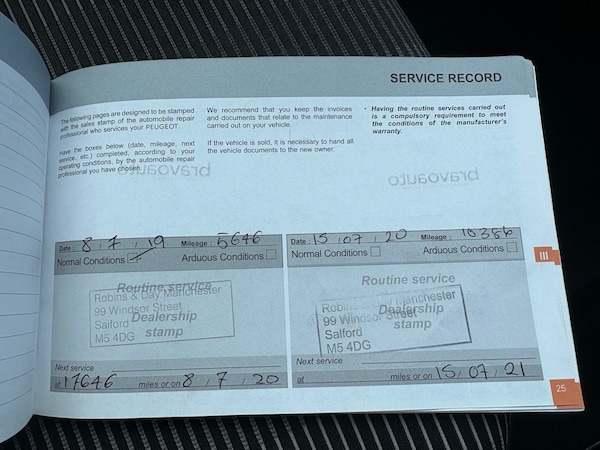 SERVICE RECORD
The following pages are designed to be stamped
with the sales stamp of the automobile repair
professional who services your PEUGEOT.
Have the boxes below (date, mileage, next
service, etc.) completed, according to your
operating conditions, by the automobile repair
professional you have chosen.
We recommend that you keep the invoices
and documents that relate to the maintenance
carried out on your vehicle.
If the vehicle is sold, it is necessary to hand all
the vehicle documents to the new owner.
• Having the routine services carried out
is a compulsory requirement to meet
the conditions of the manufacturer's
warranty.
bravoauto
bravoauto
Date: 8, 7, 19 Mileage: 5646
Normal Conditions Arduous Conditions
Routine service
Dealership
stamp
Robins & Day Manchester
99 Windsor Street
Salford
M5 4DG
Next service
at 17646 miles or on 8, 7, 20
Date: 15, 07, 20 Mileage: 10386
Normal Conditions Arduous Conditions
Routine service
Dealership
stamp
Robins & Day Manchester
99 Windsor Street
Salford
M5 4DG
Next service
at miles or on 15, 07, 21
III
25